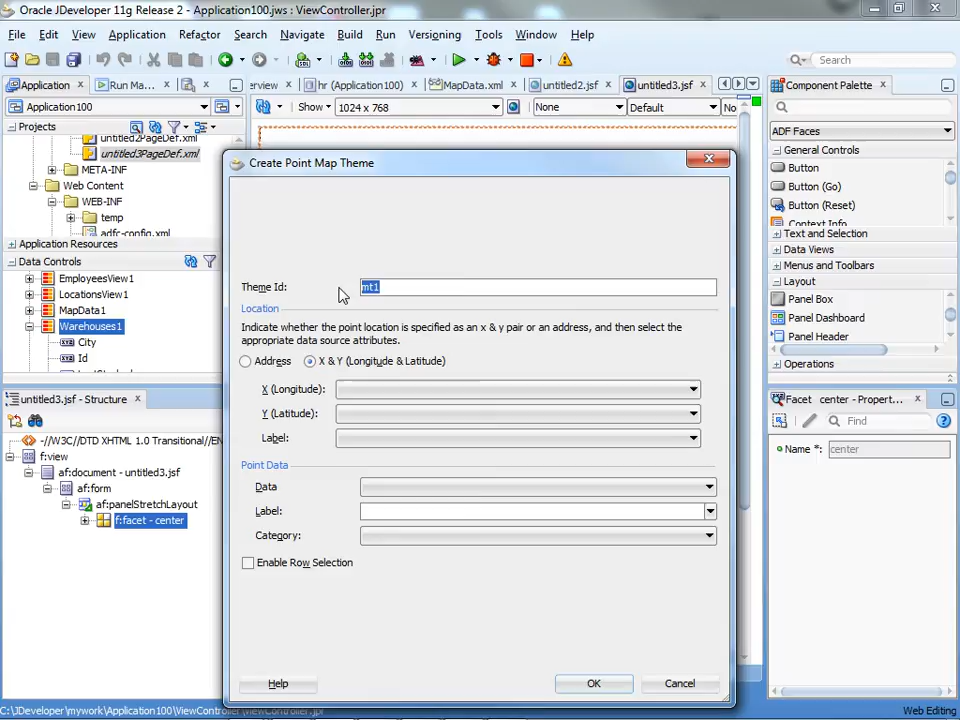 Oracle JDeveloper 11g Release 2 - Application100.jws : ViewController.jpr
File Edit View Application Refactor Search Navigate Build Run Versioning Tools Window Help
Search
Application Run Ma...
erview hr (Application100) MapData.xml untitled2.jsf untitled3.jsf
Component Palette
Application100
Show 1024 x 768 None Default No
Projects
untitled2PageDef.xml
untitled3PageDef.xml
META-INF
Web Content
WEB-INF
temp
adfc-config.xml
Application Resources
Data Controls
EmployeesView1
LocationsView1
MapData1
Warehouses1
City
Id
untitled3.jsf - Structure
-//W3C//DTD XHTML 1.0 Transitional//EN
f:view
af:document - untitled3.jsf
af:form
af:panelStretchLayout
f:facet - center
Create Point Map Theme
Theme Id: mt1
Location
Indicate whether the point location is specified as an x & y pair or an address, and then select the
appropriate data source attributes.
Address X & Y (Longitude & Latitude)
X (Longitude):
Y (Latitude):
Label:
Point Data
Data
Label:
Category:
Enable Row Selection
Help OK Cancel
ADF Faces
General Controls
Button
Button (Go)
Button (Reset)
Context Info
Text and Selection
Data Views
Menus and Toolbars
Layout
Panel Box
Panel Dashboard
Panel Header
Operations
Facet center - Propert...
Find
Name *: center
C:\JDeveloper\mywork\Application100\ViewController\ViewController.jpr
Web Editing